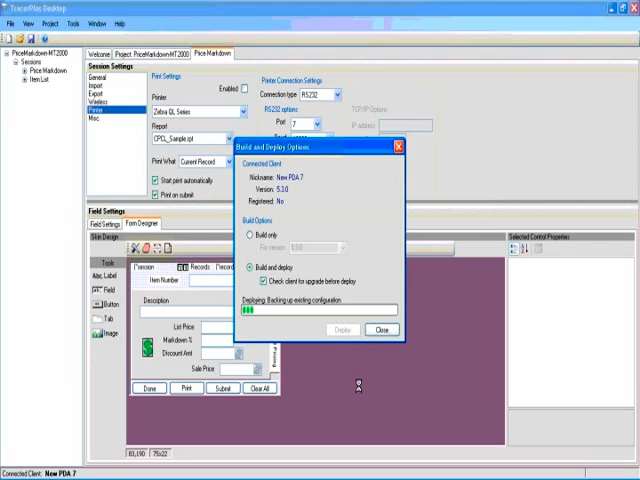 TracerPlus Desktop
File View Project Tools Window Help
PriceMarkdown-MT2000
Sessions
Price Markdown
Item List
Welcome Project: PriceMarkdown-MT2000 Price Markdown
Session Settings
General
Import
Export
Wireless
Printer
Misc.
Print Settings
Enabled
Printer
Zebra QL Series
Report
CPCL_Sample.rpt
Print What Current Record
Start print automatically
Print on submit
Printer Connection Settings
Connection type RS232
RS232 options
Port 7
TCP/IP Options
IP address
Build and Deploy Options
Connected Client
Nickname: New PDA 7
Version: 5.3.0
Registered: No
Build Options
Build only
For version 5.3.0
Build and deploy
Check client for upgrade before deploy
Deploying: Backing up existing configuration
Deploy Close
Field Settings
Field Settings Form Designer
Skin Design
Tools
Abc Label
Field
Button
Tab
Image
Records:
Item Number
Description
List Price
Markdown %
Discount Amt
Sale Price
Pricing
Done Print Submit Clear All
Selected Control Properties
83,190 75x22
Connected Client: New PDA 7